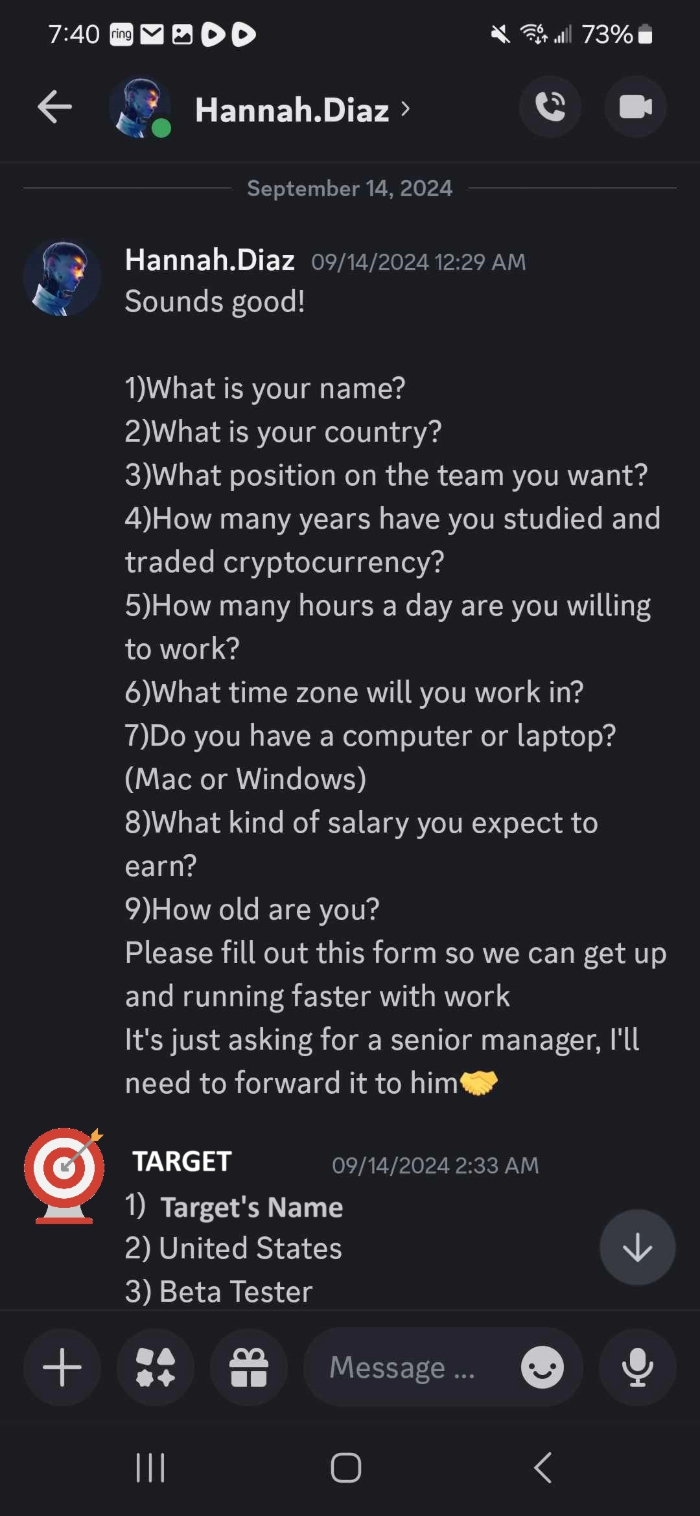 7:40 ring 73%
Hannah.Diaz
September 14, 2024
Hannah.Diaz 09/14/2024 12:29 AM
Sounds good!
1)What is your name?
2)What is your country?
3)What position on the team you want?
4)How many years have you studied and
traded cryptocurrency?
5)How many hours a day are you willing
to work?
6)What time zone will you work in?
7)Do you have a computer or laptop?
(Mac or Windows)
8)What kind of salary you expect to
earn?
9)How old are you?
Please fill out this form so we can get up
and running faster with work
It's just asking for a senior manager, I'll
need to forward it to him🤝
TARGET 09/14/2024 2:33 AM
1) Target's Name
2) United States
3) Beta Tester
Message ...